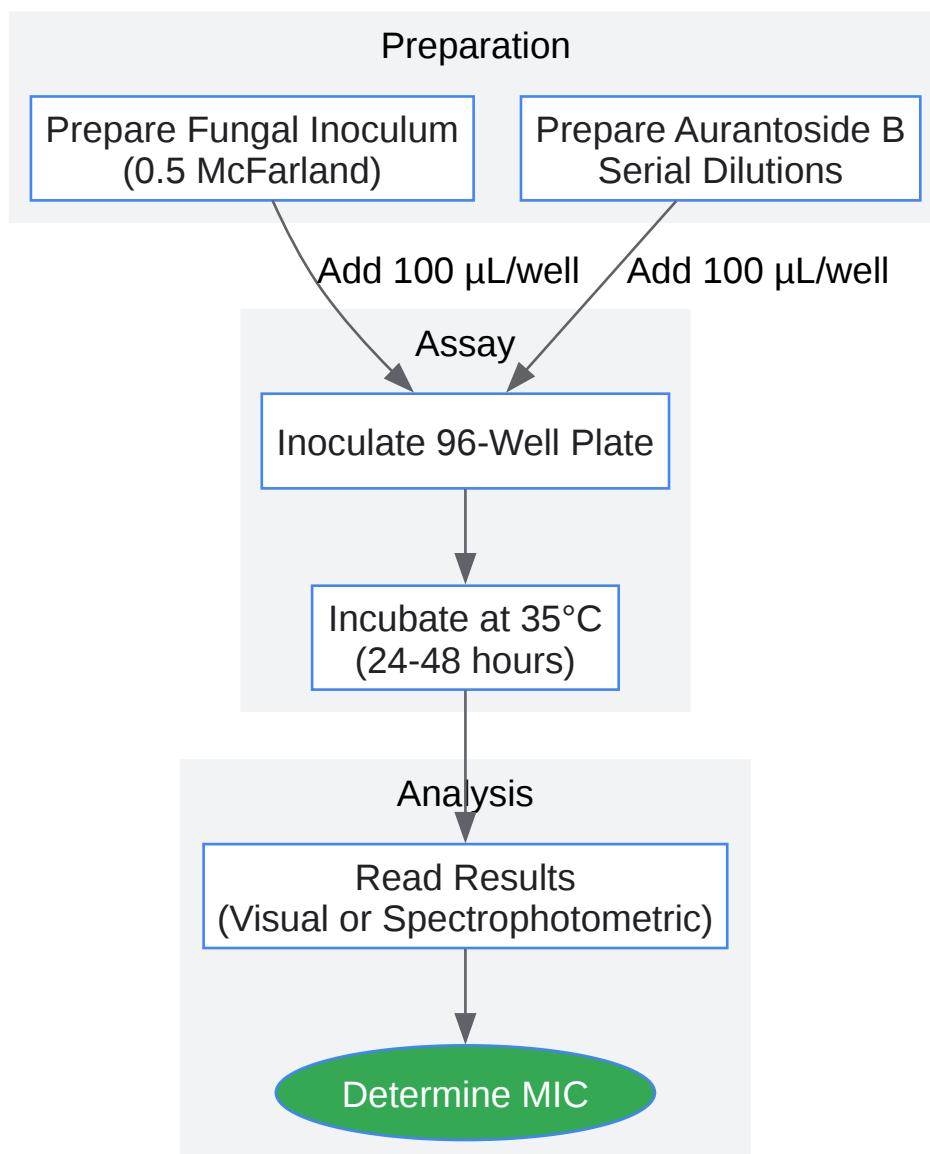 Preparation
Prepare Fungal Inoculum
(0.5 McFarland)
Prepare Aurantoside B
Serial Dilutions
Add 100 µL/well
Add 100 µL/well
Assay
Inoculate 96-Well Plate
Incubate at 35°C
(24-48 hours)
Analysis
Read Results
(Visual or Spectrophotometric)
Determine MIC